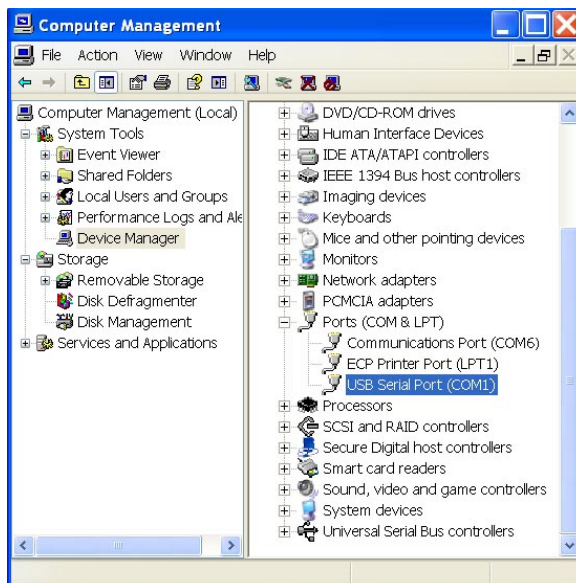 Computer Management
File Action View Window Help
Computer Management (Local)
System Tools
Event Viewer
Shared Folders
Local Users and Groups
Performance Logs and Ale
Device Manager
Storage
Removable Storage
Disk Defragmenter
Disk Management
Services and Applications
DVD/CD-ROM drives
Human Interface Devices
IDE ATA/ATAPI controllers
IEEE 1394 Bus host controllers
Imaging devices
Keyboards
Mice and other pointing devices
Monitors
Network adapters
PCMCIA adapters
Ports (COM & LPT)
Communications Port (COM6)
ECP Printer Port (LPT1)
USB Serial Port (COM1)
Processors
SCSI and RAID controllers
Secure Digital host controllers
Smart card readers
Sound, video and game controllers
System devices
Universal Serial Bus controllers